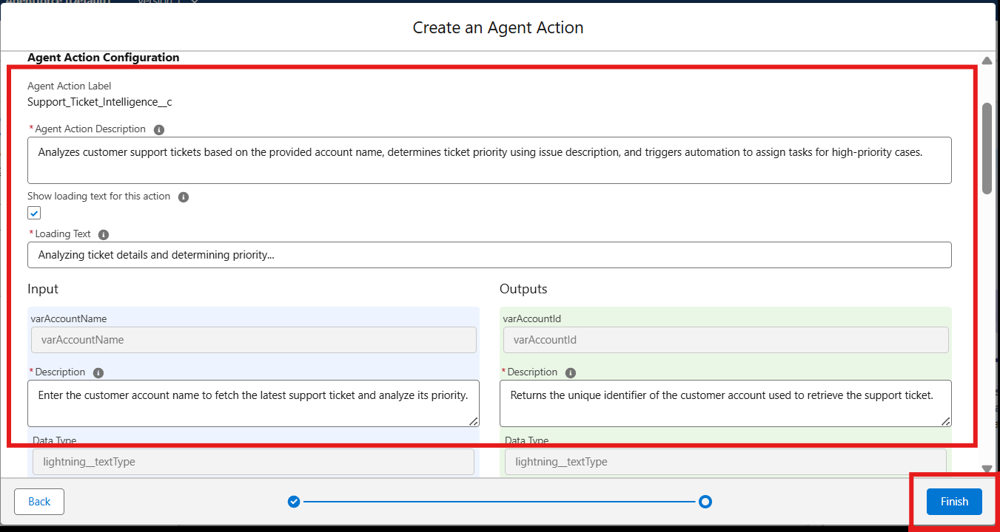 Agentforce (Default) Version 1
Create an Agent Action
Agent Action Configuration
Agent Action Label
Support_Ticket_Intelligence__c
*Agent Action Description
Analyzes customer support tickets based on the provided account name, determines ticket priority using issue description, and triggers automation to assign tasks for high-priority cases.
Show loading text for this action
*Loading Text
Analyzing ticket details and determining priority...
Input
Outputs
varAccountName
varAccountId
varAccountName
varAccountId
*Description
*Description
Enter the customer account name to fetch the latest support ticket and analyze its priority.
Returns the unique identifier of the customer account used to retrieve the support ticket.
Data Type
Data Type
lightning__textType
lightning__textType
Back
Finish